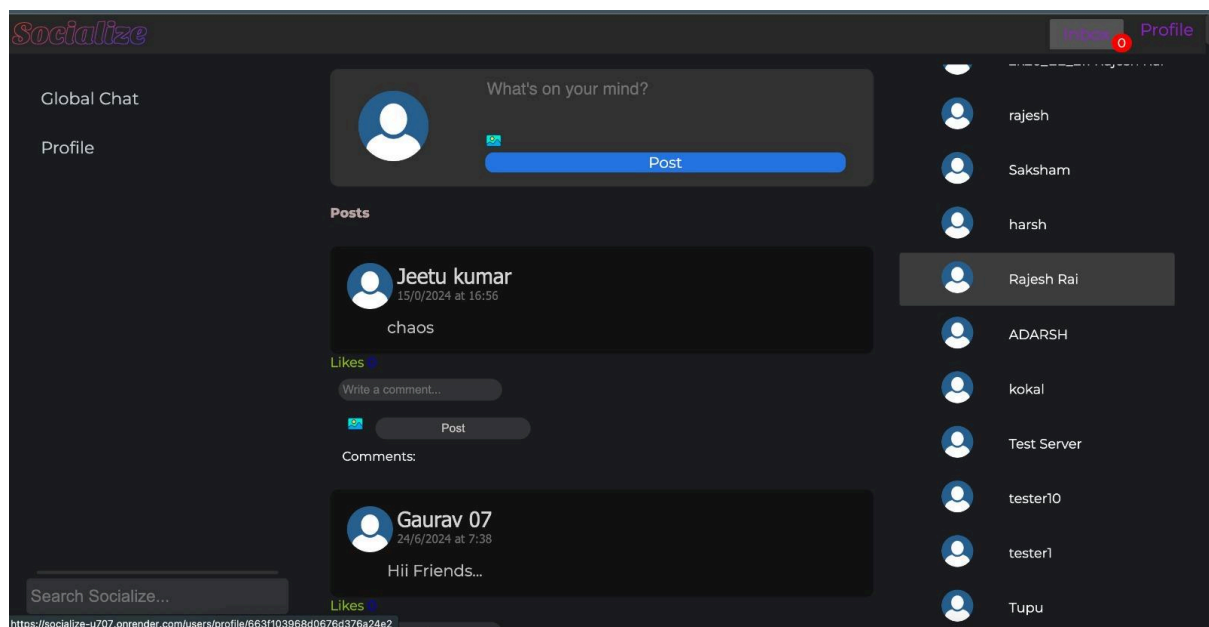 Socialize
Inbox
0
Profile
Global Chat
Profile
What's on your mind?
Post
Posts
Jeetu kumar
15/0/2024 at 16:56
chaos
Likes
Write a comment...
Post
Comments:
Gaurav 07
24/6/2024 at 7:38
Hii Friends...
Likes
rajesh
Saksham
harsh
Rajesh Rai
ADARSH
kokal
Test Server
tester10
tester1
Tupu
Search Socialize...
https://socialize-u707.onrender.com/users/profile/663f103968d0676d376a24e2